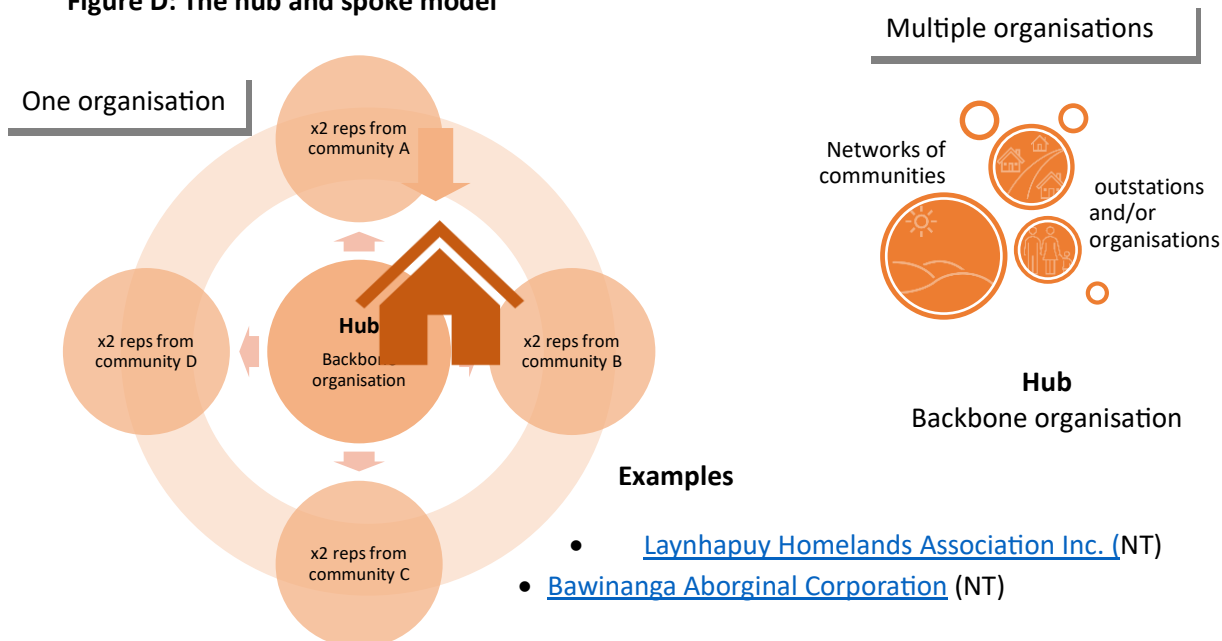 Figure D: The hub and spoke model
Multiple organisations
One organisation
x2 reps from
community A
Networks of
communities
outstations
and/or
organisations
x2 reps from
community D
Hub
Backbone
organisation
x2 reps from
community B
Hub
Backbone organisation
x2 reps from
community C
Examples
• Laynhapuy Homelands Association Inc. (NT)
• Bawinanga Aborginal Corporation (NT)